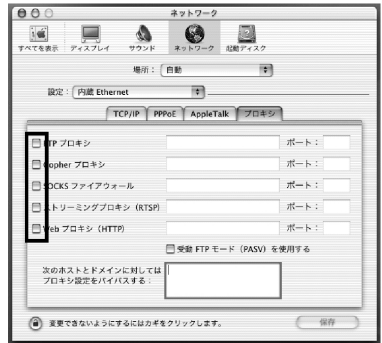 ネットワーク
すべてを表示 ディスプレイ サウンド ネットワーク 起動ディスク
場所： 自動
設定： 内蔵 Ethernet
TCP/IP PPPoE AppleTalk プロキシ
FTP プロキシ ポート：
Gopher プロキシ ポート：
SOCKS ファイアウォール ポート：
ストリーミングプロキシ (RTSP) ポート：
Web プロキシ (HTTP) ポート：
受動 FTP モード (PASV) を使用する
次のホストとドメインに対しては
プロキシ設定をバイパスする：
変更できないようにするにはカギをクリックします。 保存